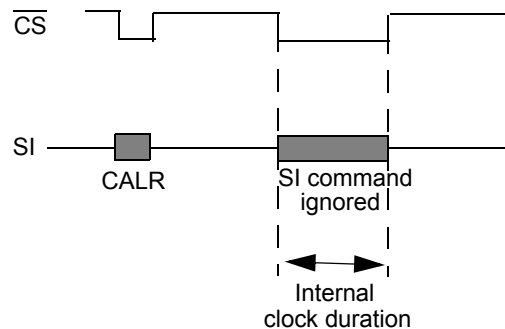 CS
SI
CALR
SI command
ignored
Internal
clock duration